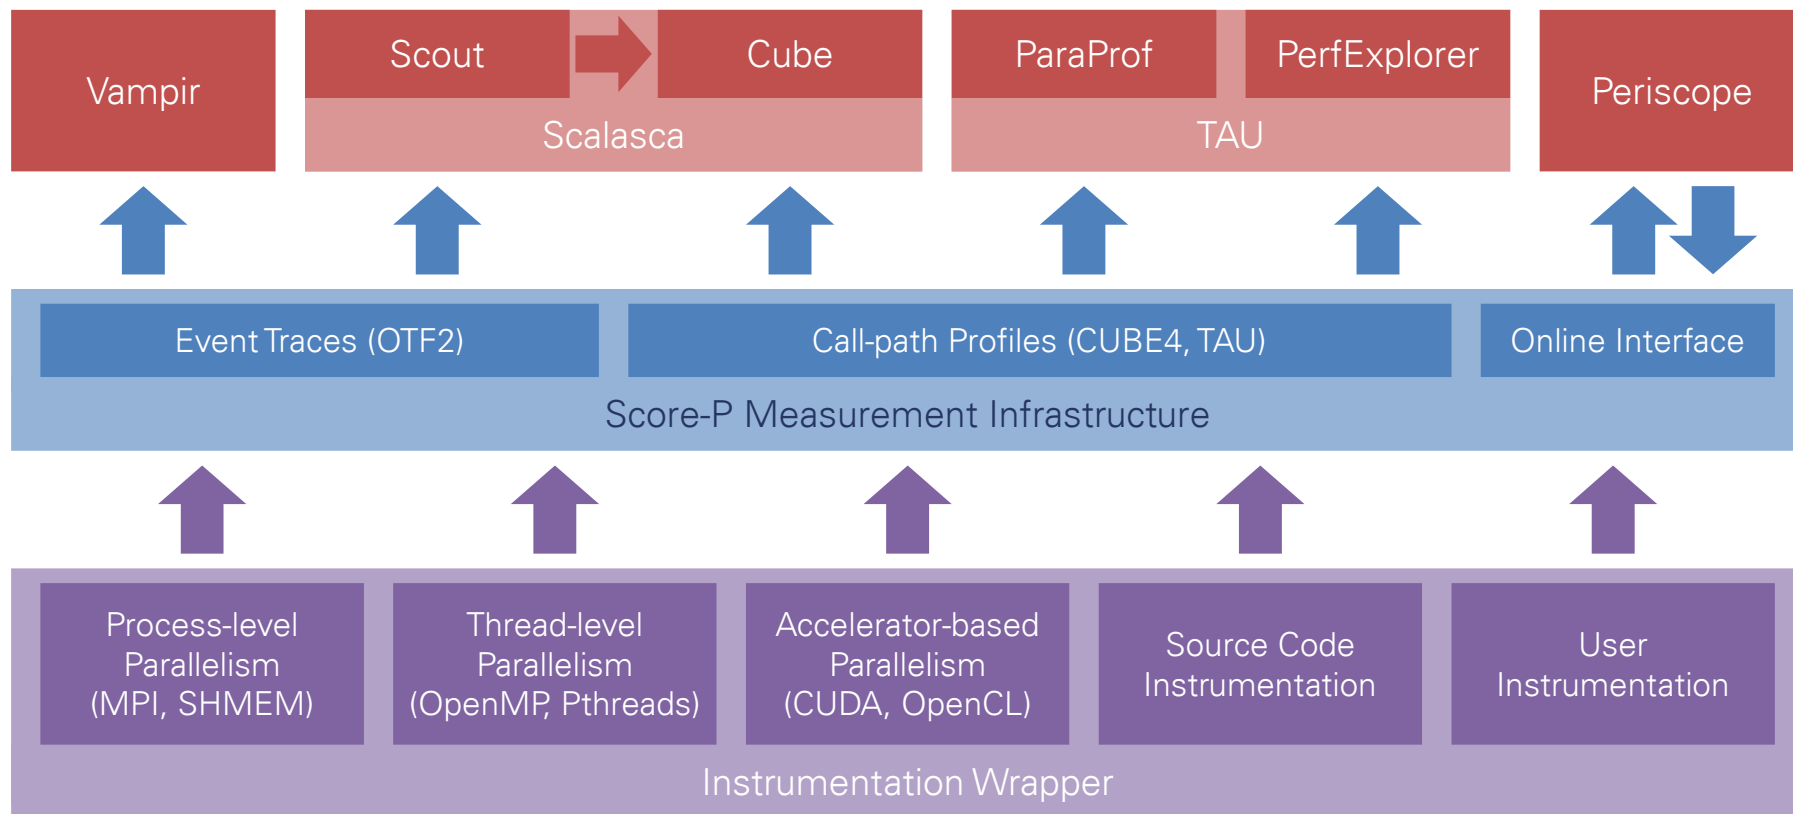 Vampir
Scout
Cube
Scalasca
ParaProf
PerfExplorer
TAU
Periscope
Event Traces (OTF2)
Call-path Profiles (CUBE4, TAU)
Online Interface
Score-P Measurement Infrastructure
Process-level
Parallelism
(MPI, SHMEM)
Thread-level
Parallelism
(OpenMP, Pthreads)
Accelerator-based
Parallelism
(CUDA, OpenCL)
Source Code
Instrumentation
User
Instrumentation
Instrumentation Wrapper